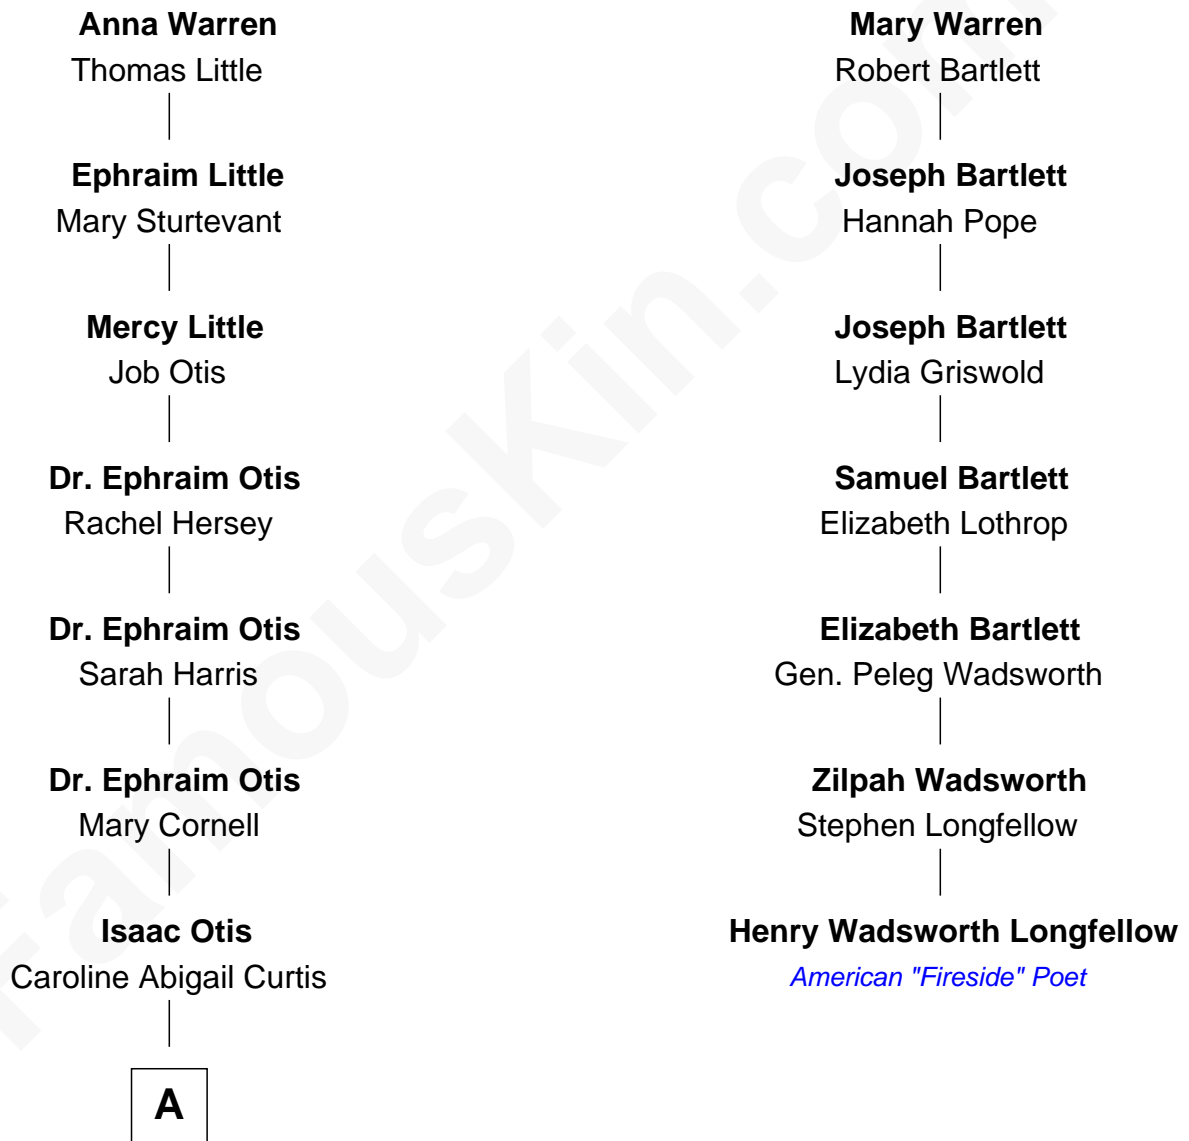 Anna Warren
Thomas Little
Ephraim Little
Mary Sturtevant
Mercy Little
Job Otis
Dr. Ephraim Otis
Rachel Hersey
Dr. Ephraim Otis
Sarah Harris
Dr. Ephraim Otis
Mary Cornell
Isaac Otis
Caroline Abigail Curtis
A
Mary Warren
Robert Bartlett
Joseph Bartlett
Hannah Pope
Joseph Bartlett
Lydia Griswold
Samuel Bartlett
Elizabeth Lothrop
Elizabeth Bartlett
Gen. Peleg Wadsworth
Zilpah Wadsworth
Stephen Longfellow
Henry Wadsworth Longfellow
American "Fireside" Poet
FamousKin.com